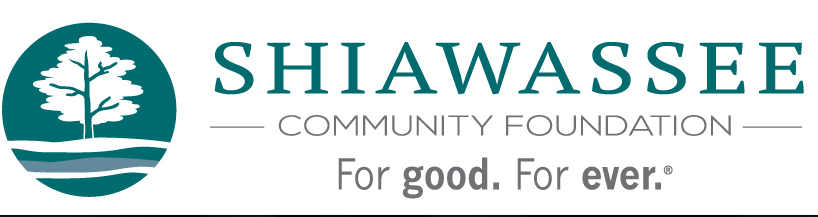 SHIAWASSEE
COMMUNITY FOUNDATION
For good. For ever.®